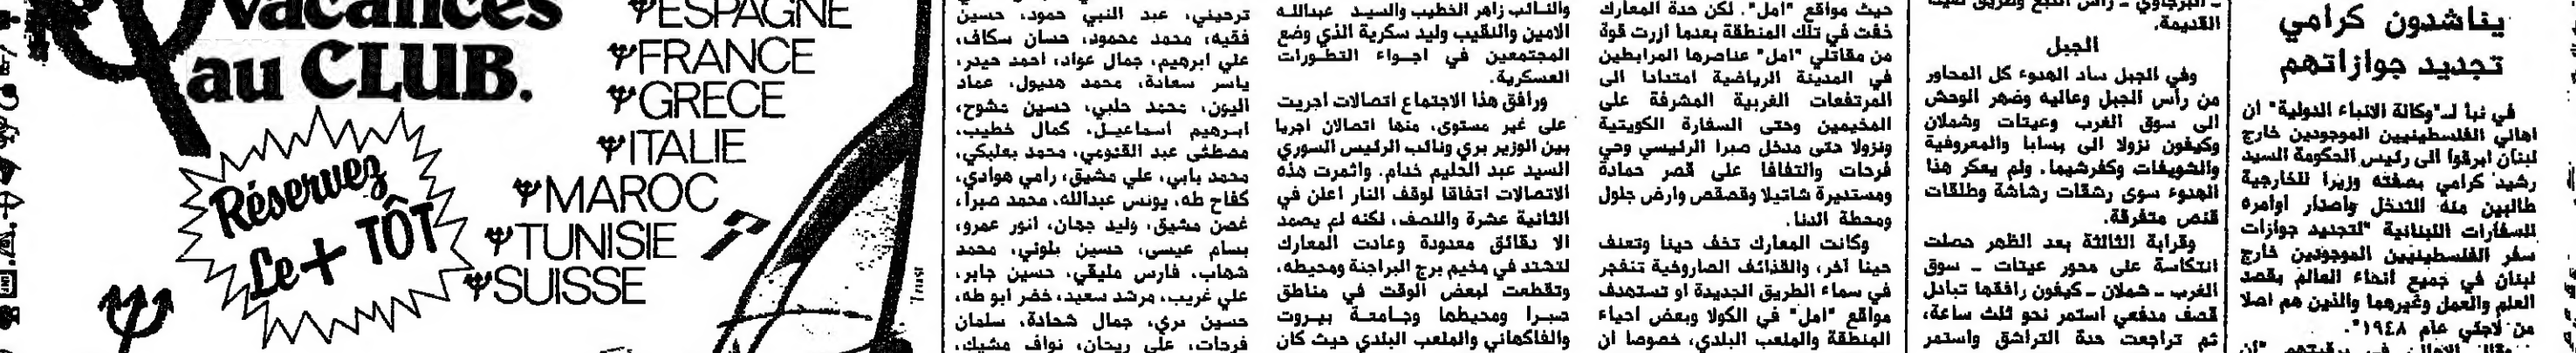 يناشدون كرامي
تجديد جوازاتهم
في نبأ لـ"وكالة الانباء الدولية" ان
اهالي الفلسطينيين الموجودين خارج
لبنان ابرقوا الى رئيس الحكومة السيد
رشيد كرامي بصفته وزيرا للخارجية
طالبين منه التدخل واصدار اوامره
للسفارات اللبنانية "لتجديد جوازات
سفر الفلسطينيين الموجودين خارج
لبنان في جميع انحاء العالم بقصد
العلم والعمل وغيرهما والذين هم اصلا
من لاجئي عام ١٩٤٨".
القديمة.
الجبل
وفي الجبل ساد الهدوء كل المحاور
من رأس الجبل وعاليه وضهر الوحش
الى سوق الغرب وعيتات وشملان
وكيفون نزولا الى بسابا والمعروفية
والشويفات وكفرشيما. ولم يعكر هذا
الهدوء سوى رشقات رشاشة وطلقات
قنص متفرقة.
وقرابة الثالثة بعد الظهر حصلت
انتكاسة على محور عيتات ـ سوق
الغرب ـ شملان ـ كيفون رافقها تبادل
قصف مدفعي استمر نحو ثلث ساعة،
ثم تراجعت حدة التراشق واستمر
حيث مواقع "امل". لكن حدة المعارك
خفت في تلك المنطقة بعدما ازرت قوة
من مقاتلي "امل" عناصرها المرابطين
في المدينة الرياضية امتدادا الى
المرتفعات الغربية المشرفة على
المخيمين وحتى السفارة الكويتية
ونزولا حتى مدخل صبرا الرئيسي وحي
فرحات والتفافا على قصر حمادة
ومستديرة شاتيلا وقصقص وارض جلول
ومحطة الدنا.
وكانت المعارك تخف حينا وتعنف
حينا آخر، والقذائف الصاروخية تنفجر
في سماء الطريق الجديدة او تستهدف
مواقع "امل" في الكولا وبعض احياء
المنطقة والملعب البلدي، خصوصا ان
والنائب زاهر الخطيب والسيد عبدالله
الامين والنقيب وليد سكرية الذي وضع
المجتمعين في اجواء التطورات
العسكرية.
ورافق هذا الاجتماع اتصالات اجريت
على غير مستوى، منها اتصالان اجريا
بين الوزير بري ونائب الرئيس السوري
السيد عبد الحليم خدام. واثمرت هذه
الاتصالات اتفاقا لوقف النار اعلن في
الثانية عشرة والنصف، لكنه لم يصمد
الا دقائق معدودة وعادت المعارك
لتشتد في مخيم برج البراجنة ومحيطه،
وتقطعت لبعض الوقت في مناطق
صبرا ومحيطها وجامعة بيروت
والفاكهاني والملعب البلدي حيث كان
ترحيني، عبد النبي حمود، حسين
فقيه، محمد محمود، حسان سكاف،
علي ابرهيم، جمال عواد، احمد حيدر،
ياسر سعادة، محمد هديول، عماد
اليون، محمد حلبي، حسين مشوح،
ابرهيم اسماعيل، كمال خطيب،
مصطفى عبد القنوعي، محمد بعلبكي،
محمد بابي، علي مشيق، رامي هوادي،
كفاح طه، يونس عبدالله، محمد صبرا،
غصن مشيق، وليد جهان، انور عمرو،
بسام عيسى، حسين بلوني، محمد
شهاب، فارس مليقي، حسين جابر،
علي غريب، مرشد سعيد، خضر ابو طه،
حسين بري، جمال شحادة، سلمان
فرحات، علي ريحان، نواف مشيك،
vacances
au CLUB.
Réservez
Le + TÔT
ESPAGNE
FRANCE
GRECE
ITALIE
MAROC
TUNISIE
SUISSE